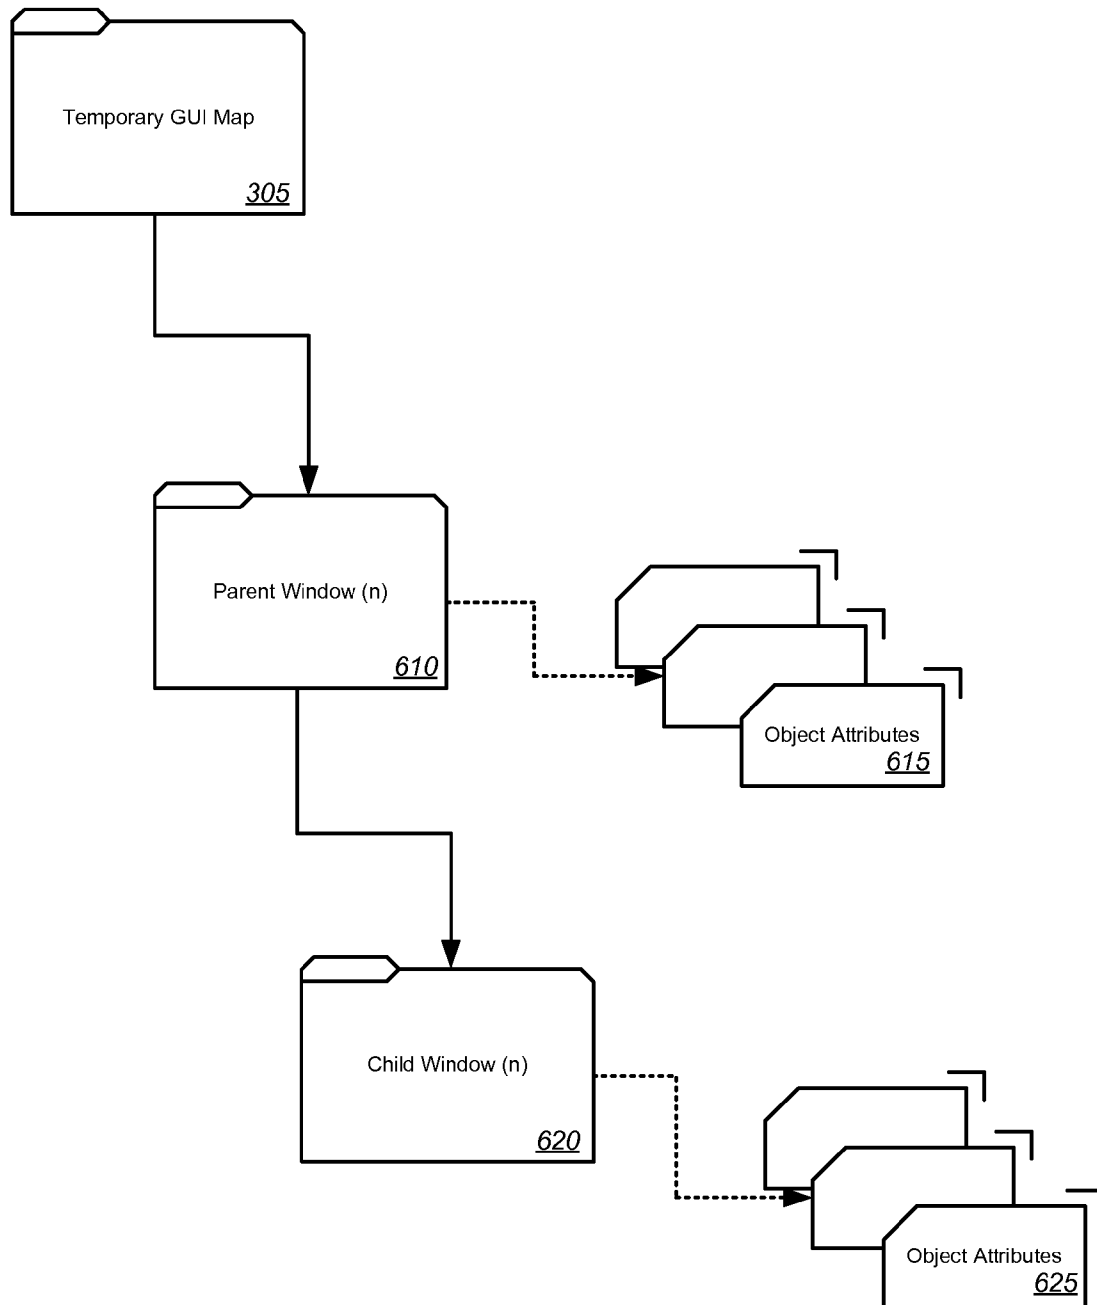 Temporary GUI Map
305
Parent Window (n)
610
Object Attributes
615
Child Window (n)
620
Object Attributes
625